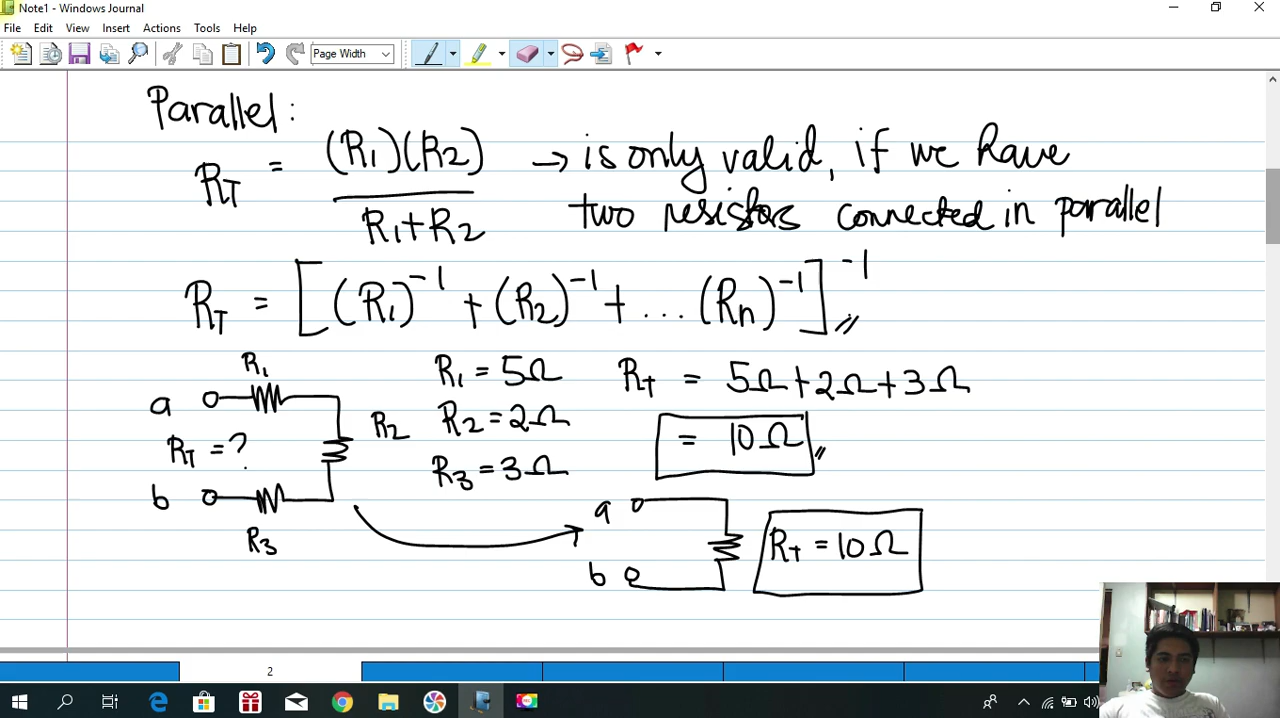 Note1 - Windows Journal
File Edit View Insert Actions Tools Help
Page Width
Parallel:
RT = (R1)(R2) / R1+R2 → is only valid, if we have
two resistors connected in parallel
RT = [(R1)⁻¹ + (R2)⁻¹ + ... (Rn)⁻¹]⁻¹
R1
R1 = 5Ω RT = 5Ω+2Ω+3Ω
a
R2 R2 = 2Ω = 10Ω
RT = ?
R3 = 3Ω
b
a
R3
RT = 10Ω
b
2